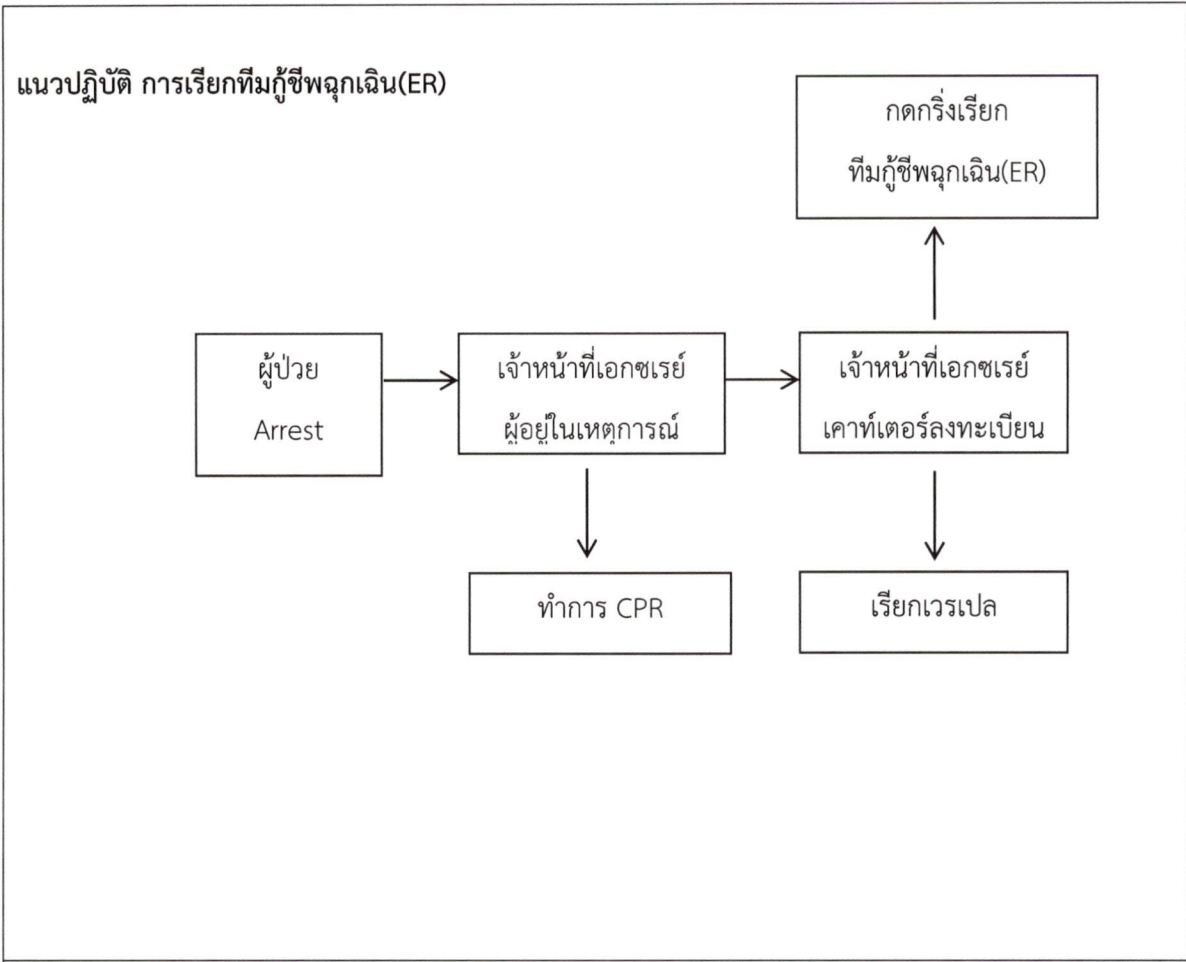 แนวปฏิบัติ การเรียกทีมกู้ชีพฉุกเฉิน(ER)
กดกริ่งเรียก
ทีมกู้ชีพฉุกเฉิน(ER)
ผู้ป่วย
Arrest
เจ้าหน้าที่เอกซเรย์
ผู้อยู่ในเหตุการณ์
เจ้าหน้าที่เอกซเรย์
เคาท์เตอร์ลงทะเบียน
ทำการ CPR
เรียกเวรเปล